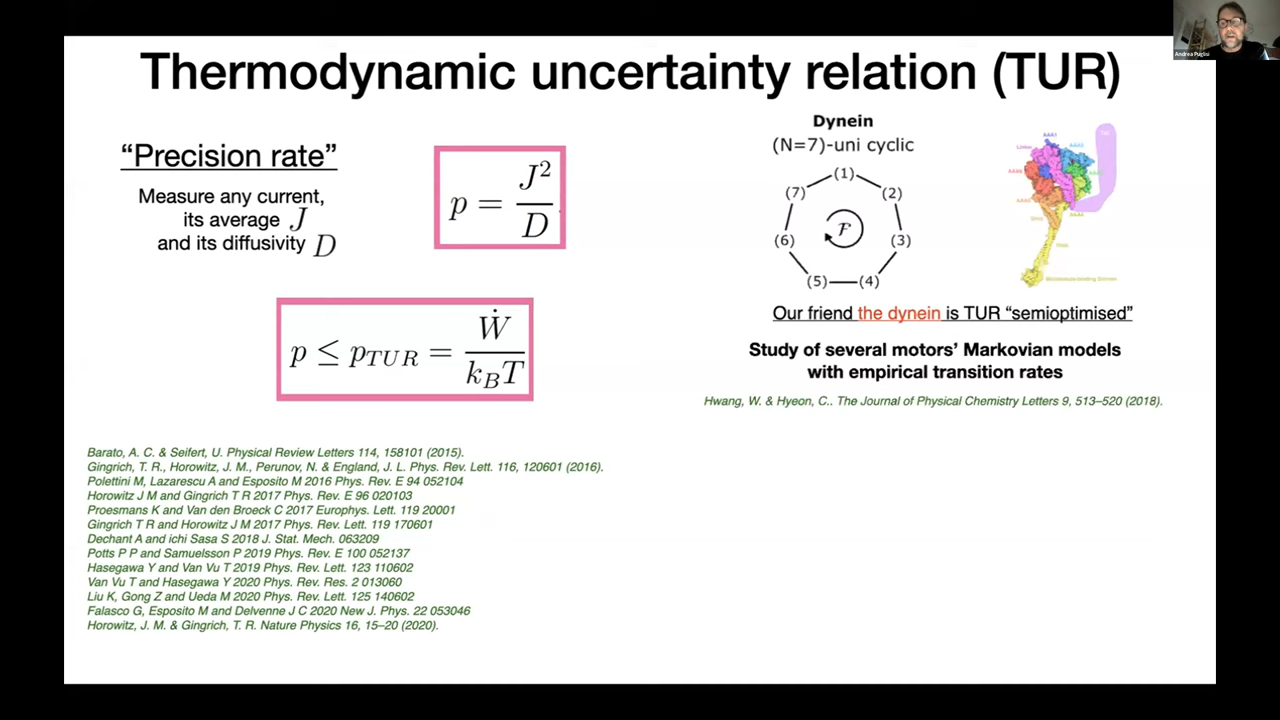 Andrea Puglisi
Thermodynamic uncertainty relation (TUR)
“Precision rate”
Measure any current,
its average J
and its diffusivity D
p = J² / D
p ≤ p_{TUR} = Ẇ / k_B T
Barato, A. C. & Seifert, U. Physical Review Letters 114, 158101 (2015).
Gingrich, T. R., Horowitz, J. M., Perunov, N. & England, J. L. Phys. Rev. Lett. 116, 120601 (2016).
Polettini M, Lazarescu A and Esposito M 2016 Phys. Rev. E 94 052104
Horowitz J M and Gingrich T R 2017 Phys. Rev. E 96 020103
Proesmans K and Van den Broeck C 2017 Europhys. Lett. 119 20001
Gingrich T R and Horowitz J M 2017 Phys. Rev. Lett. 119 170601
Dechant A and ichi Sasa S 2018 J. Stat. Mech. 063209
Potts P P and Samuelsson P 2019 Phys. Rev. E 100 052137
Hasegawa Y and Van Vu T 2019 Phys. Rev. Lett. 123 110602
Van Vu T and Hasegawa Y 2020 Phys. Rev. Res. 2 013060
Liu K, Gong Z and Ueda M 2020 Phys. Rev. Lett. 125 140602
Falasco G, Esposito M and Delvenne J C 2020 New J. Phys. 22 053046
Horowitz, J. M. & Gingrich, T. R. Nature Physics 16, 15–20 (2020).
Dynein
(N=7)-uni cyclic
(1)
(7) (2)
F
(6) (3)
(5) (4)
AAA1
Linker
Our friend the dynein is TUR “semioptimised”
Study of several motors’ Markovian models
with empirical transition rates
Hwang, W. & Hyeon, C.. The Journal of Physical Chemistry Letters 9, 513–520 (2018).